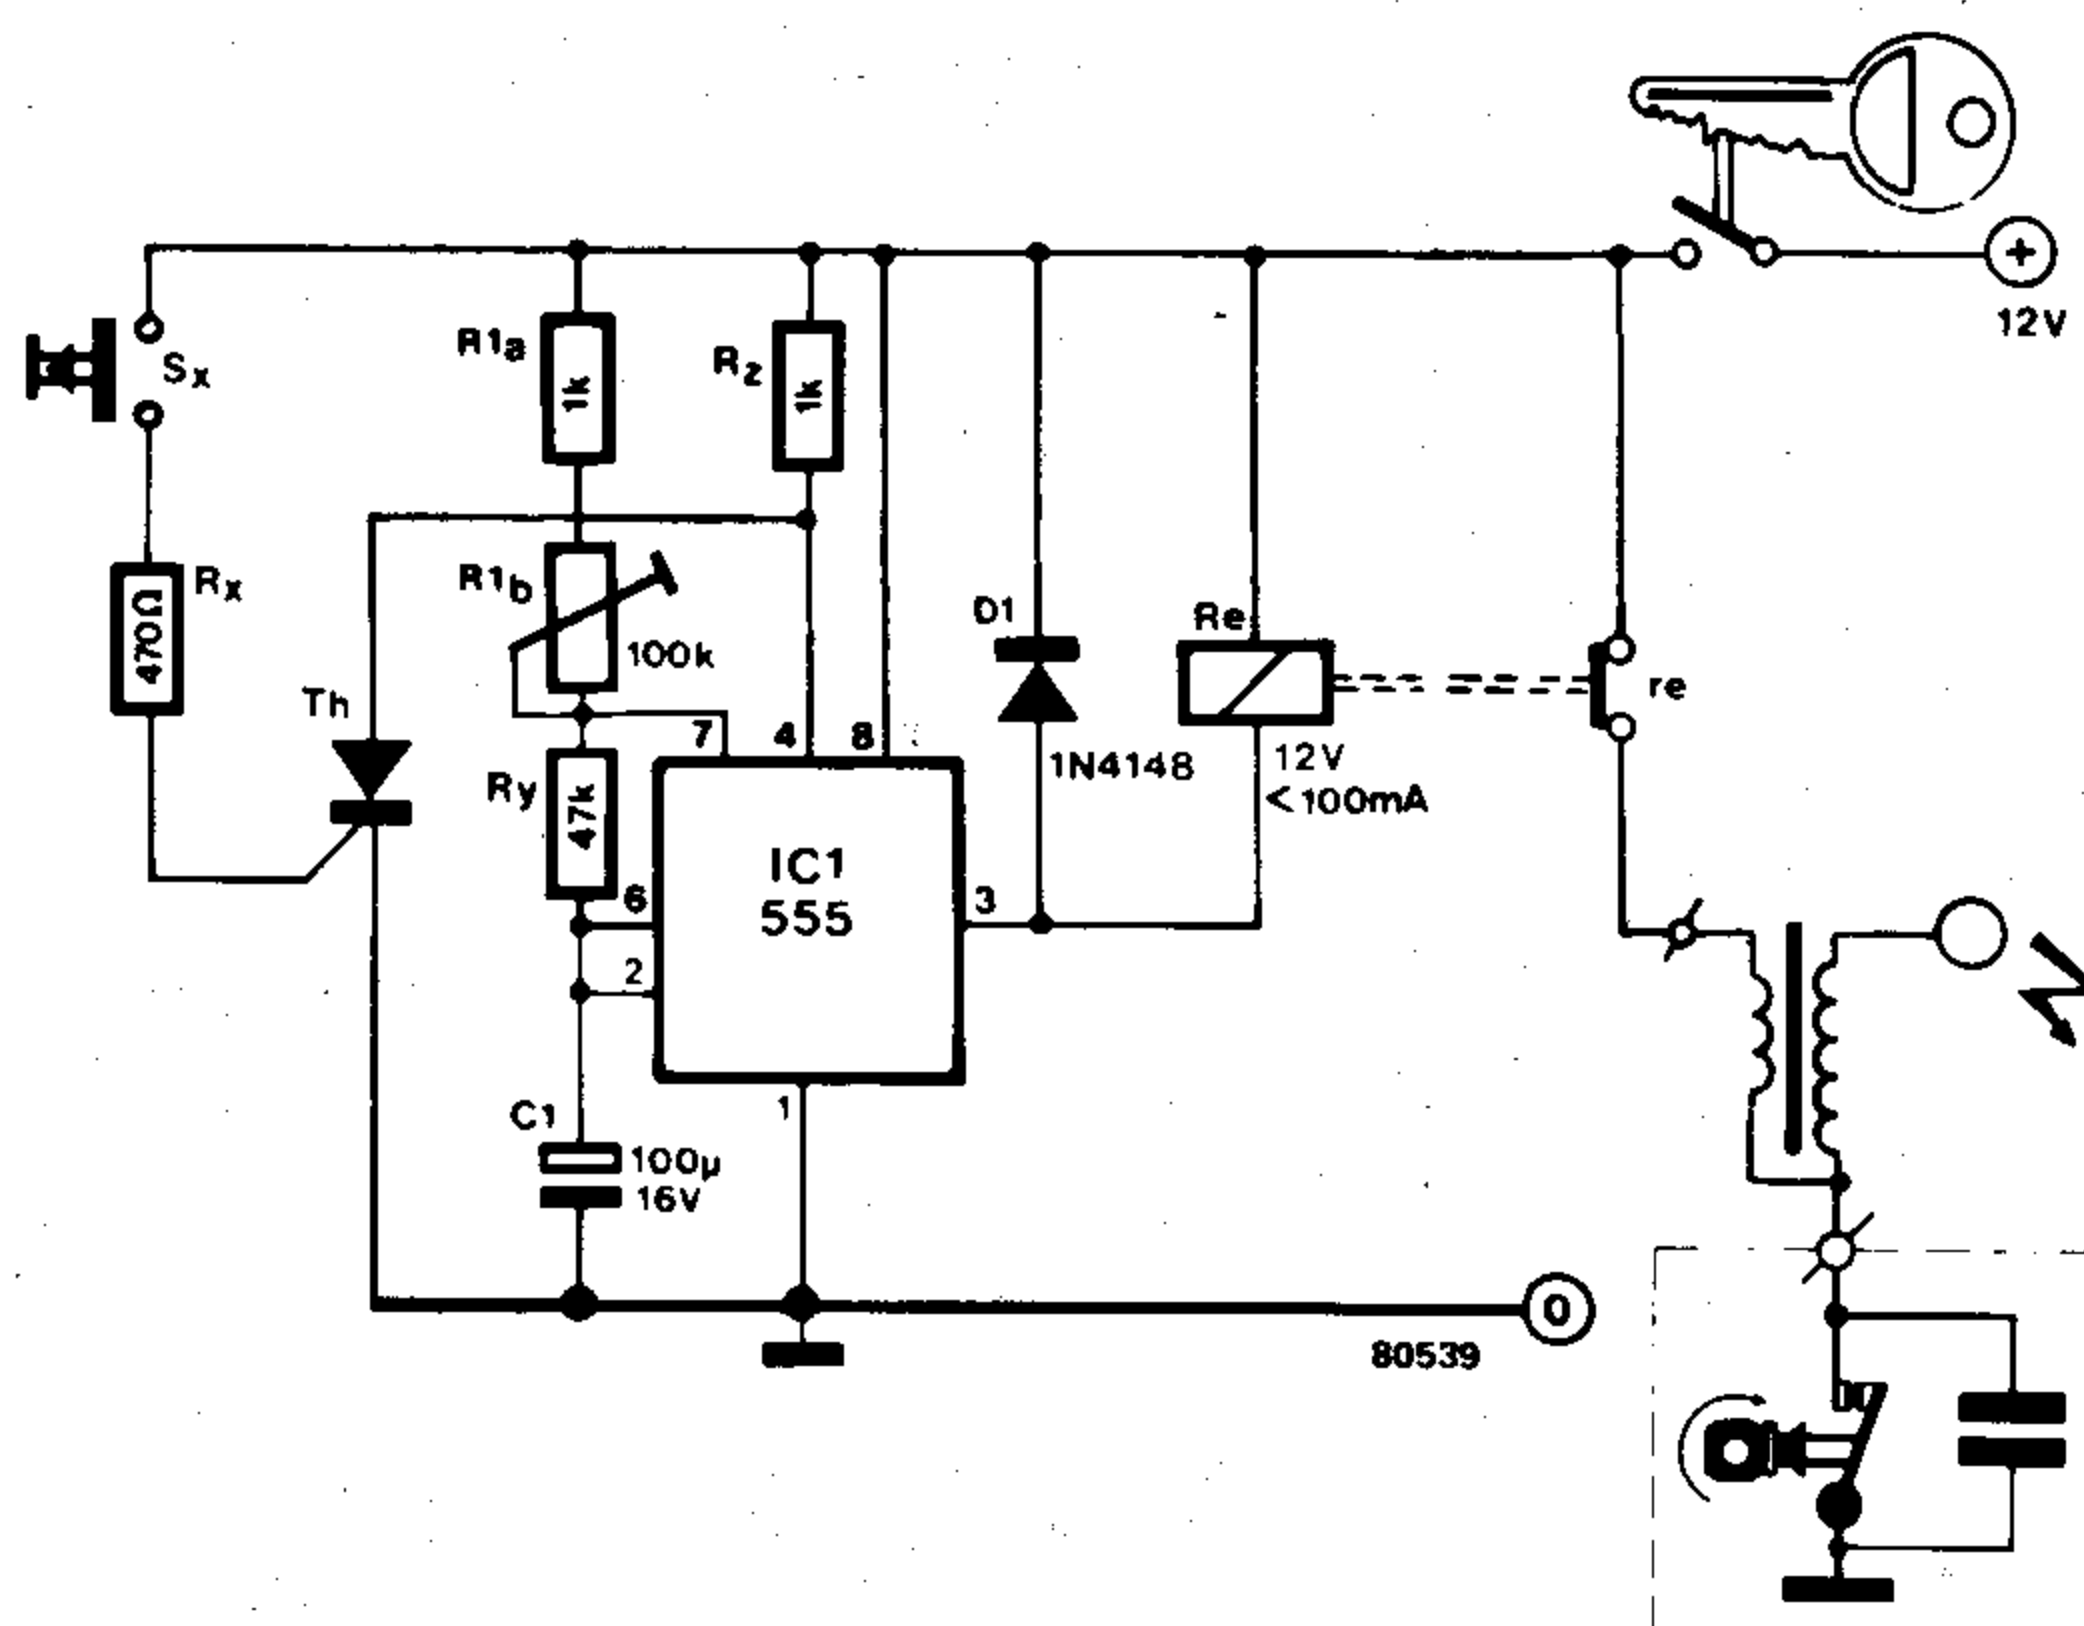 +
12V
Sx
R1a
1k
Rz
1k
Rx
470Ω
R1b
100k
Th
7
4
8
D1
1N4148
Re
12V
<100mA
re
Ry
47k
6
2
IC1
555
3
1
C1
100µ
16V
0
80539